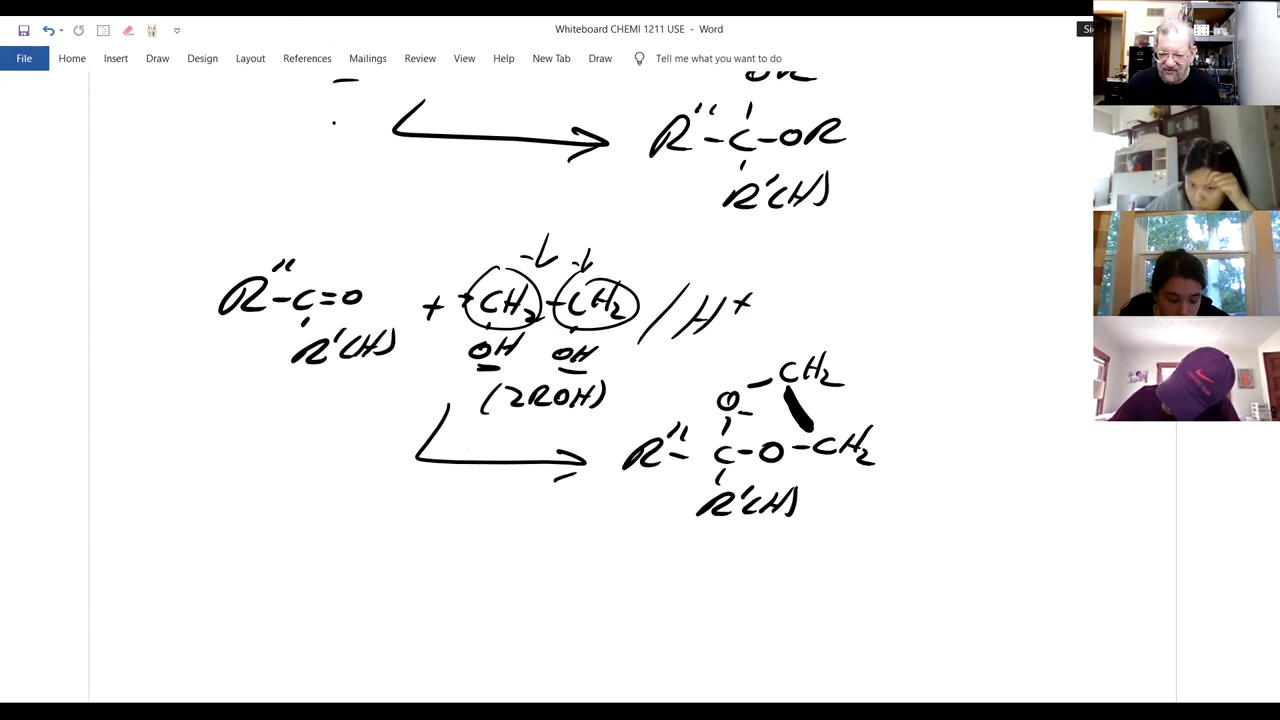 Whiteboard CHEMI 1211 USE - Word
File Home Insert Draw Design Layout References Mailings Review View Help New Tab Draw Tell me what you want to do
R''-C-OR
R'(H)
R''-C=O + CH2-CH2 / H+
R'(H) OH OH
(2ROH)
O-CH2
R''-C-O-CH2
R'(H)